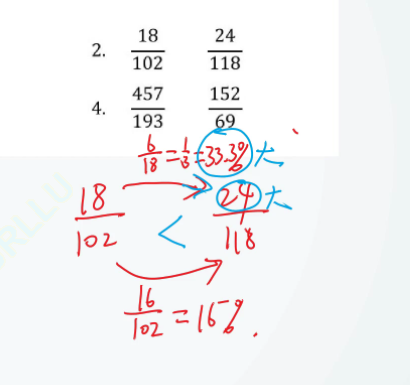 2. 18/102 24/118
4. 457/193 152/69
6/18 = 1/3 = 33.3% 大
18/102 < 24/118 大
16/102 = 16%.